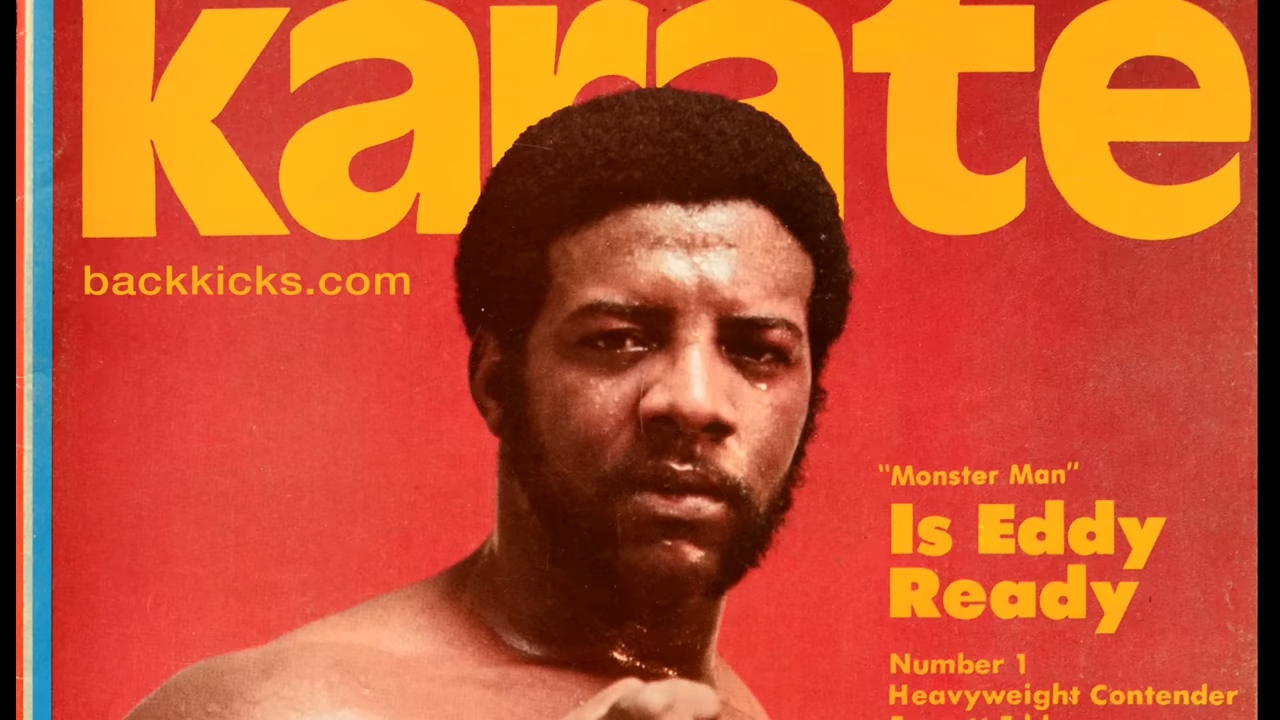 karate
backkicks.com
"Monster Man"
Is Eddy
Ready
Number 1
Heavyweight Contender